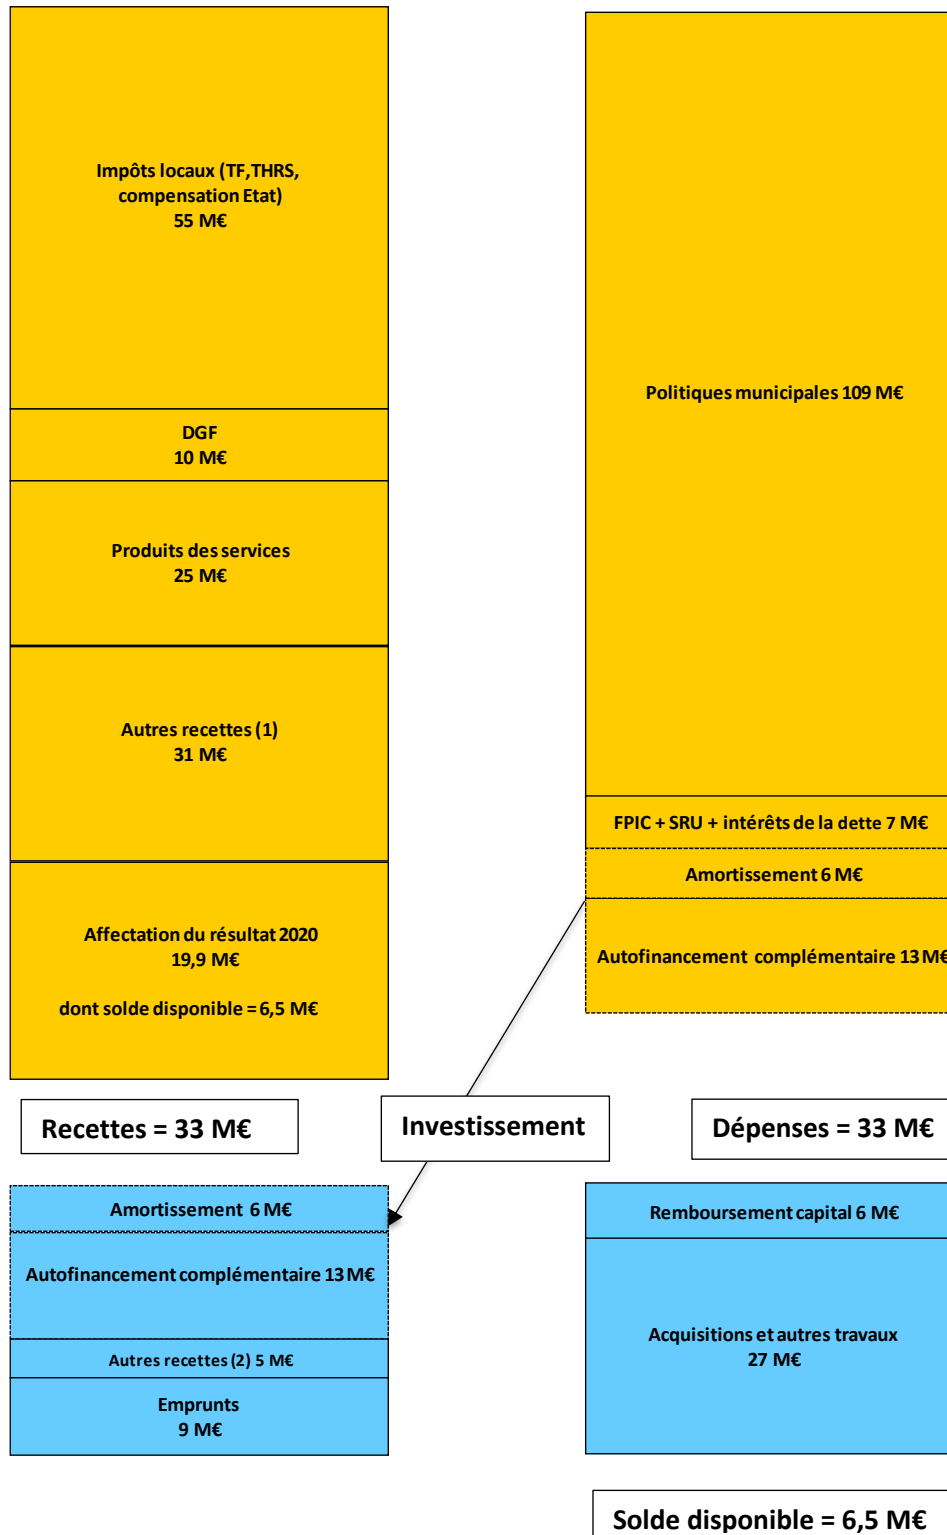 Impôts locaux (TF,THRS,
compensation Etat)
55 M€
DGF
10 M€
Produits des services
25 M€
Autres recettes (1)
31 M€
Affectation du résultat 2020
19,9 M€
dont solde disponible = 6,5 M€
Politiques municipales 109 M€
FPIC + SRU + intérêts de la dette 7 M€
Amortissement 6 M€
Autofinancement complémentaire 13 M€
Recettes = 33 M€
Investissement
Dépenses = 33 M€
Amortissement 6 M€
Autofinancement complémentaire 13 M€
Autres recettes (2) 5 M€
Emprunts
9 M€
Remboursement capital 6 M€
Acquisitions et autres travaux
27 M€
Solde disponible = 6,5 M€